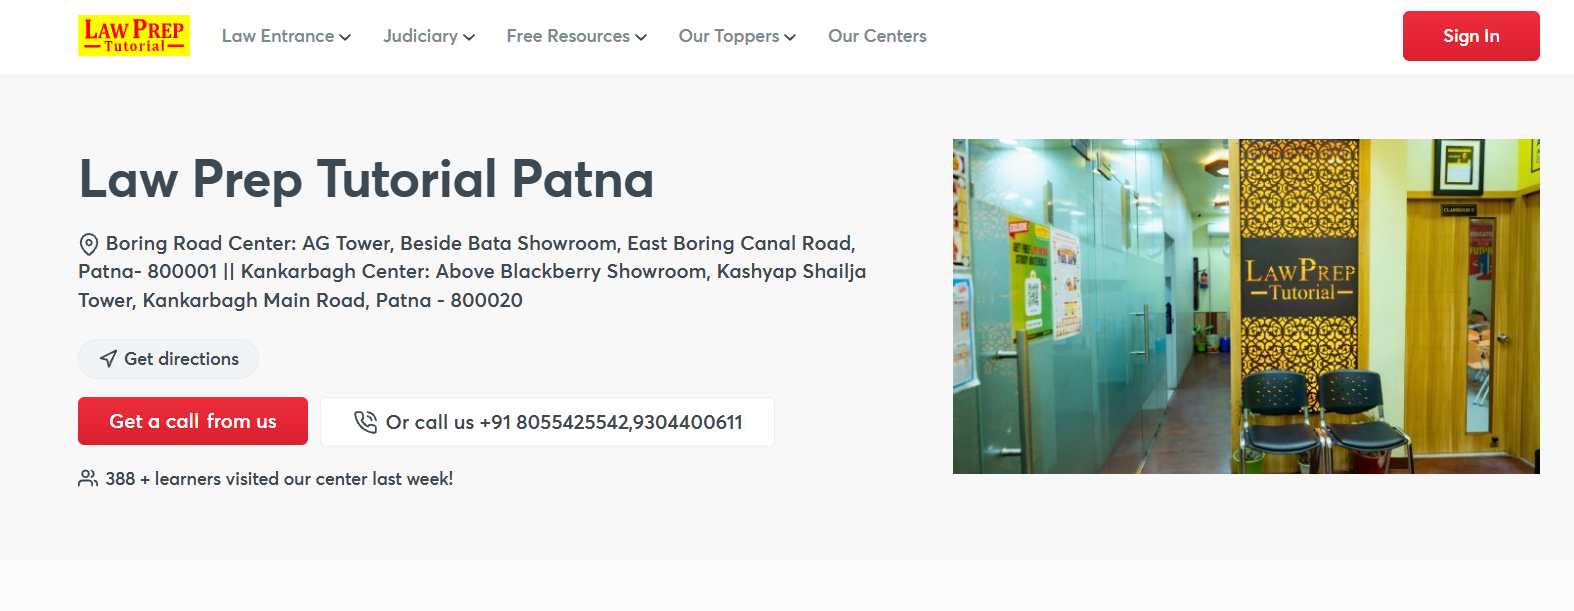 LAW PREP
Tutorial
Law Entrance
Judiciary
Free Resources
Our Toppers
Our Centers
Sign In
Law Prep Tutorial Patna
Boring Road Center: AG Tower, Beside Bata Showroom, East Boring Canal Road,
Patna- 800001 || Kankarbagh Center: Above Blackberry Showroom, Kashyap Shailja
Tower, Kankarbagh Main Road, Patna - 800020
Get directions
Get a call from us
Or call us +91 8055425542,9304400611
388 + learners visited our center last week!
LAWPREP
Tutorial